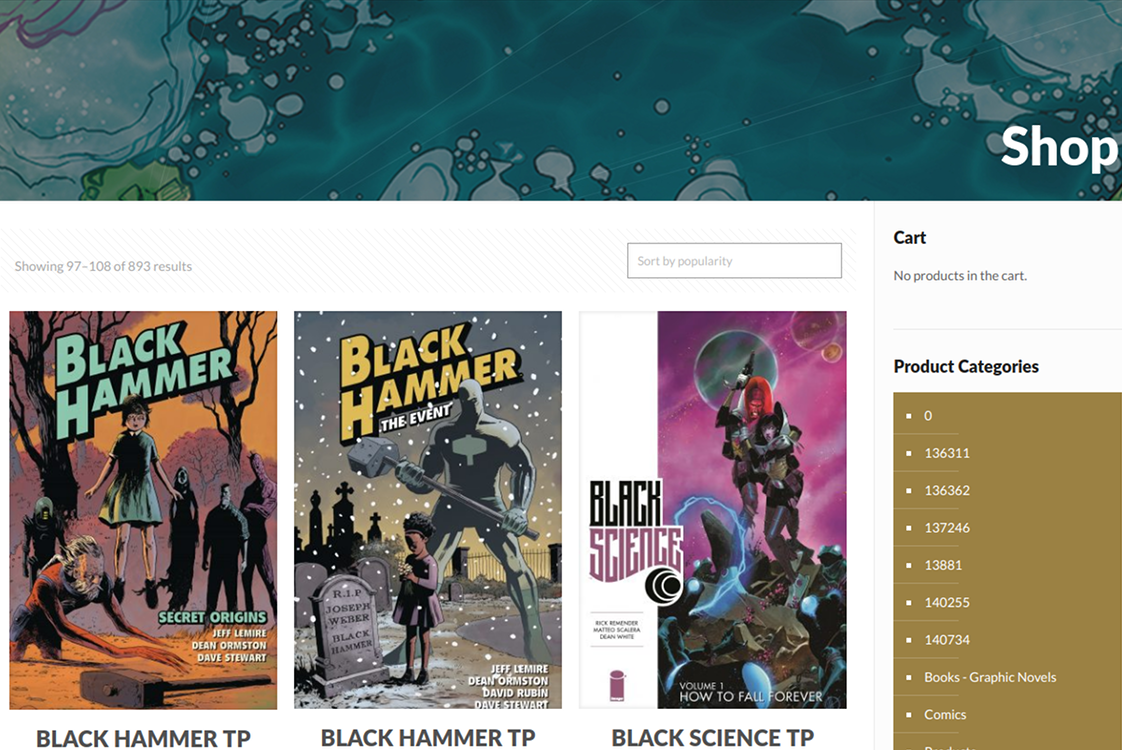 Shop
Showing 97–108 of 893 results
Sort by popularity
BLACK
HAMMER
SECRET ORIGINS
JEFF LEMIRE
DEAN ORMSTON
DAVE STEWART
BLACK HAMMER TP
BLACK
HAMMER
THE EVENT
R.I.P
JOSEPH
WEBER
BLACK
HAMMER
JEFF LEMIRE
DEAN ORMSTON
DAVID RUBÍN
DAVE STEWART
BLACK HAMMER TP
BLACK
SCIENCE
RICK REMENDER
MATTEO SCALERA
DEAN WHITE
VOLUME 1
HOW TO FALL FOREVER
BLACK SCIENCE TP
Cart
No products in the cart.
Product Categories
0
136311
136362
137246
13881
140255
140734
Books - Graphic Novels
Comics
Products